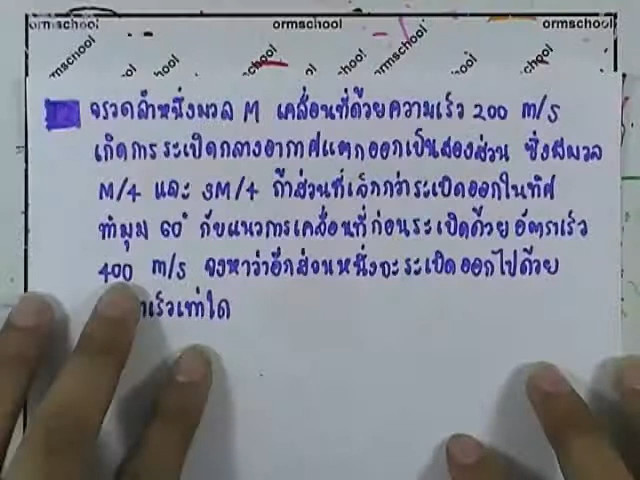 ormschool ormschool ormschool
ormschool ormschool ormschool
จรวดลำหนึ่งมวล M เคลื่อนที่ด้วยความเร็ว 200 m/s
เกิดการระเบิดกลางอากาศแตกออกเป็นสองส่วน ซึ่งมีมวล
M/4 และ 3M/4 ถ้าส่วนที่เล็กกว่าระเบิดออกในทิศ
ทำมุม 60° กับแนวการเคลื่อนที่ก่อนระเบิดด้วยอัตราเร็ว
400 m/s จงหาว่าอีกส่วนหนึ่งจะระเบิดออกไปด้วย
เร็วเท่าใด